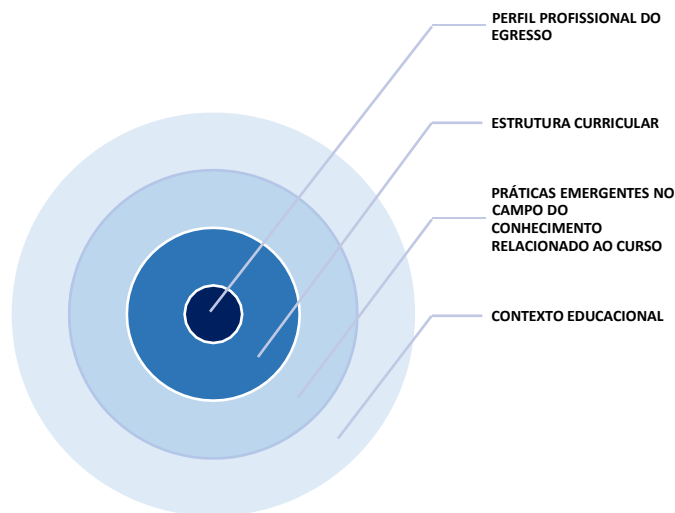 PERFIL PROFISSIONAL DO
EGRESSO
ESTRUTURA CURRICULAR
PRÁTICAS EMERGENTES NO
CAMPO DO
CONHECIMENTO
RELACIONADO AO CURSO
CONTEXTO EDUCACIONAL